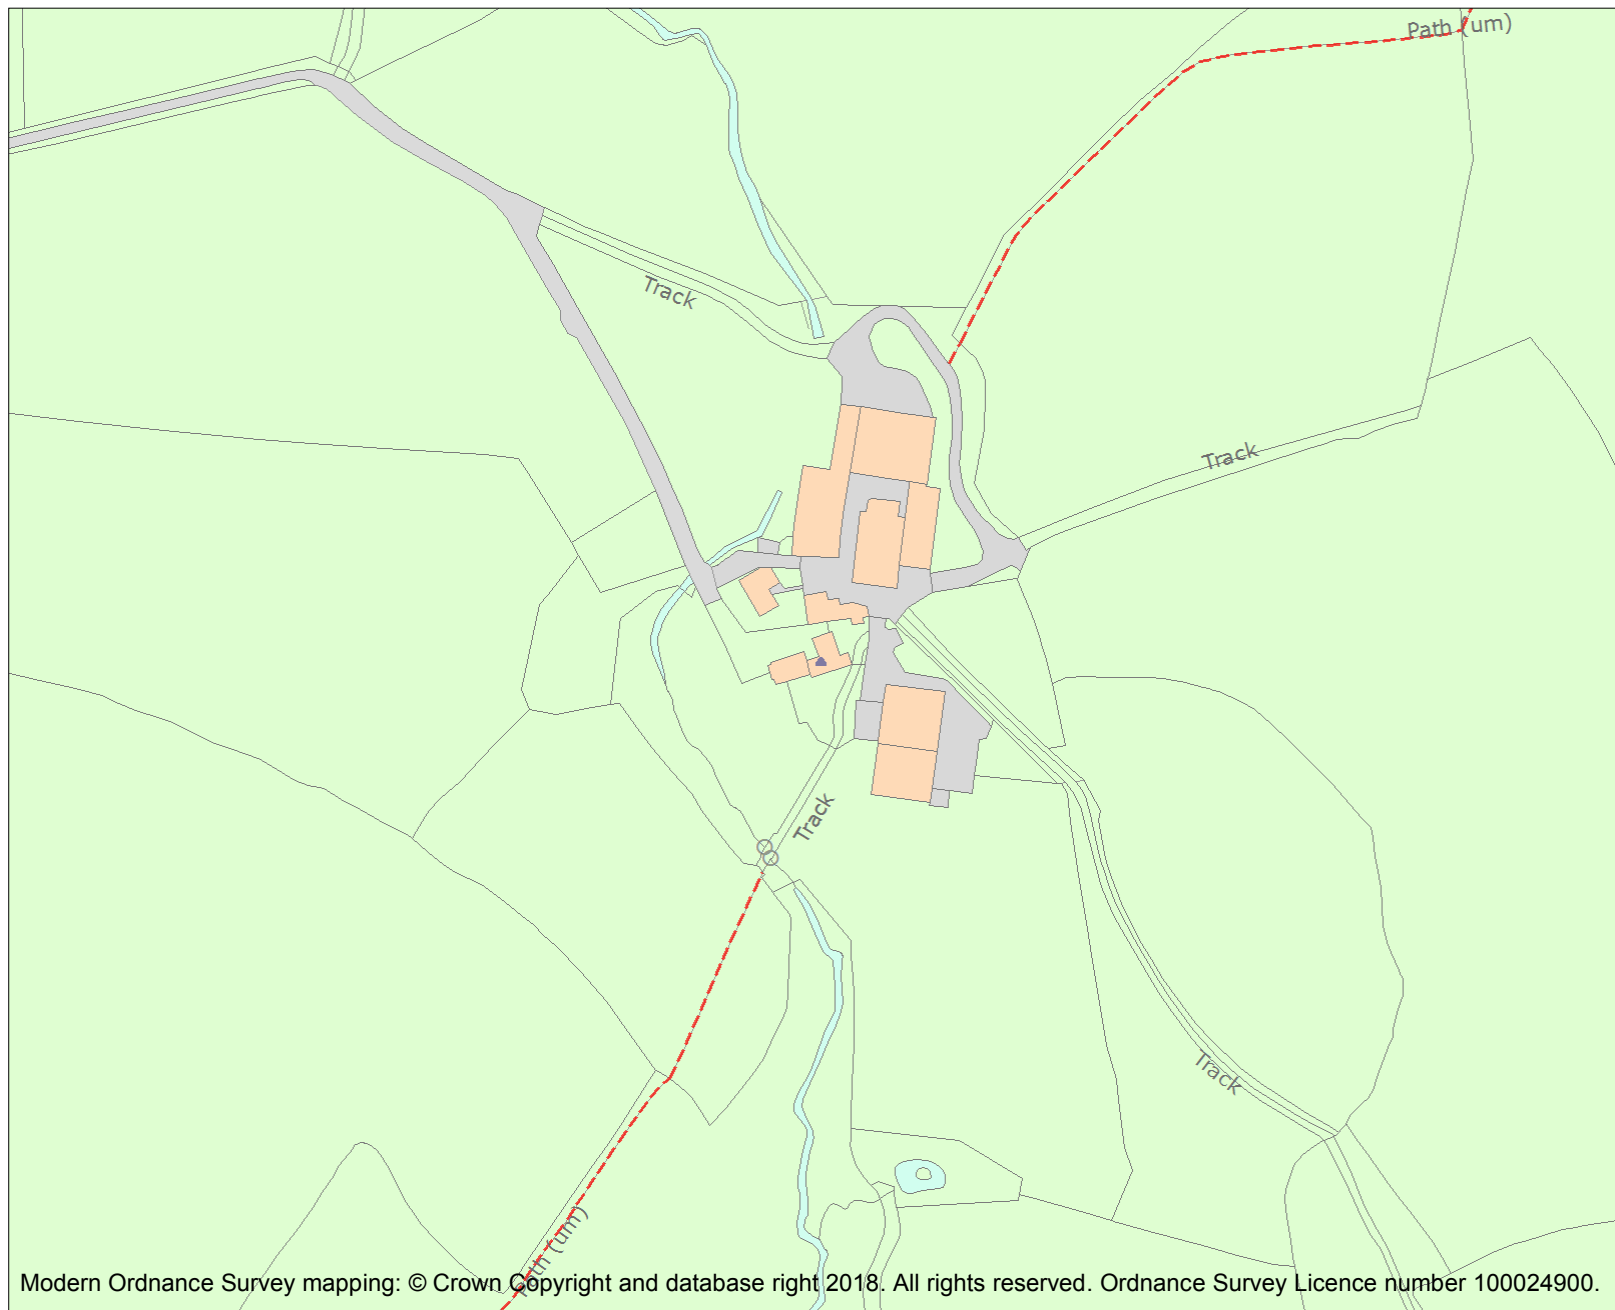 Path (um)
Track
Track
Track
Track
Path (um)
Modern Ordnance Survey mapping: © Crown Copyright and database right 2018. All rights reserved. Ordnance Survey Licence number 100024900.